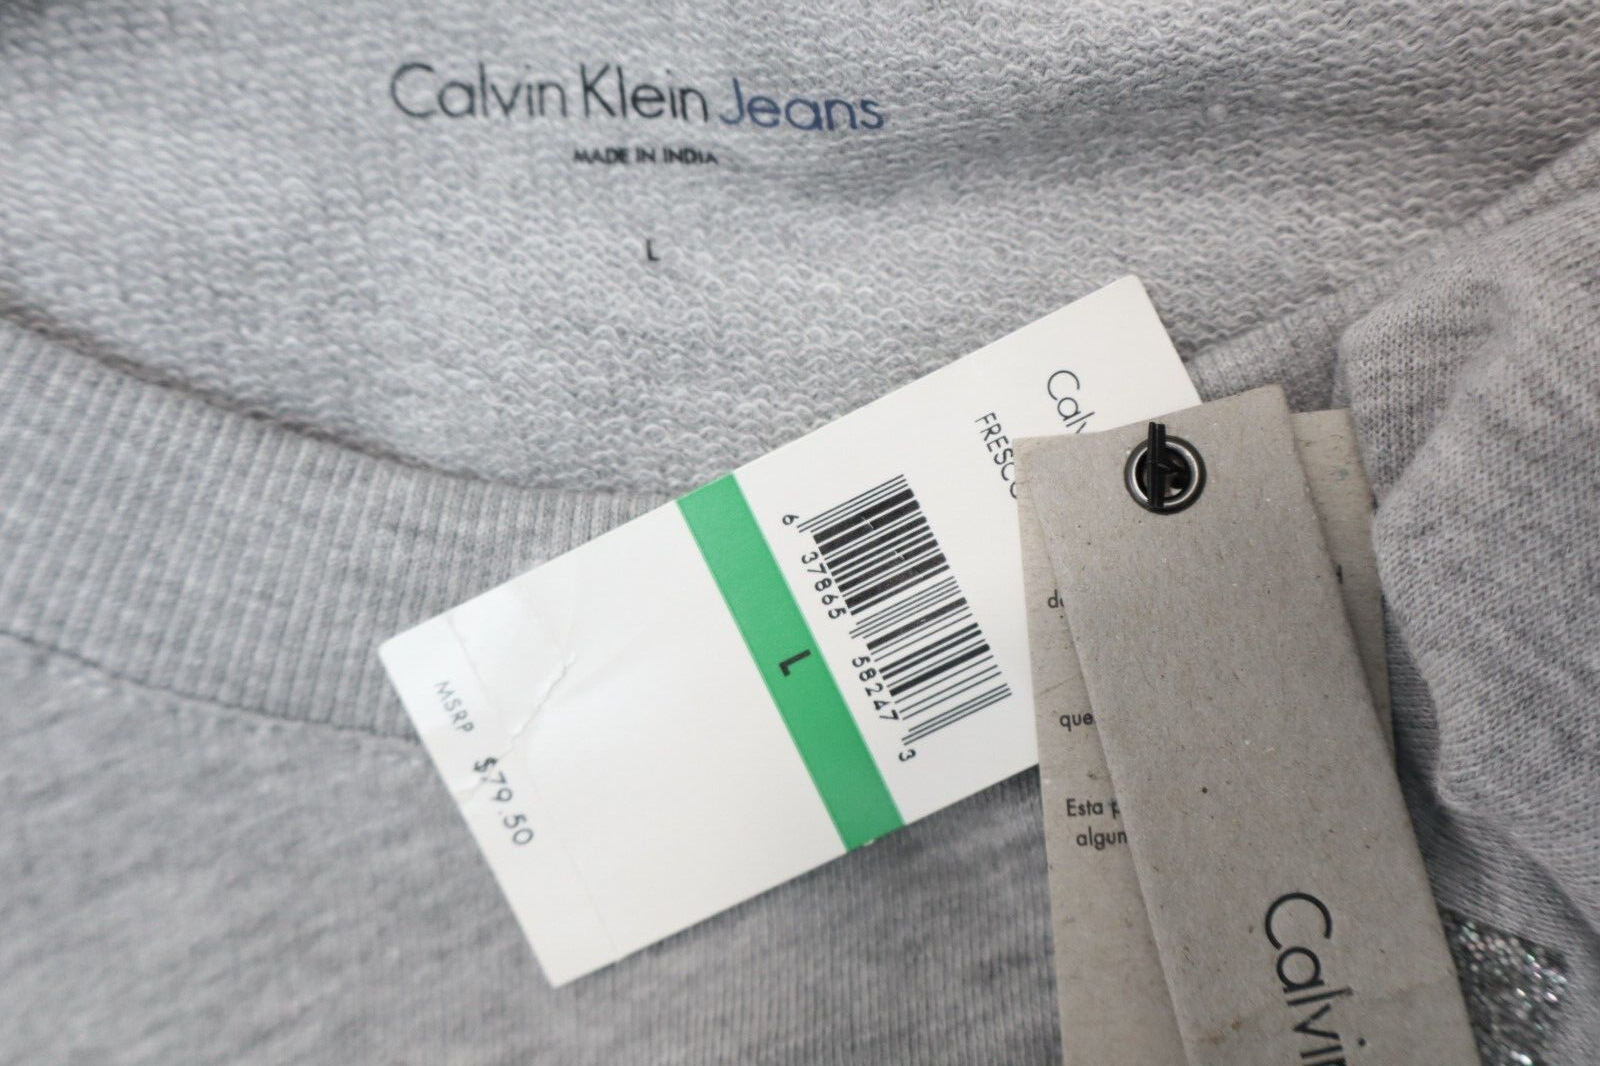 Calvin Klein Jeans
MADE IN INDIA
L
Calv
FRESCO
6 37865 58247 3
L
MSRP $79.50
que
Esta
algun
Calvin